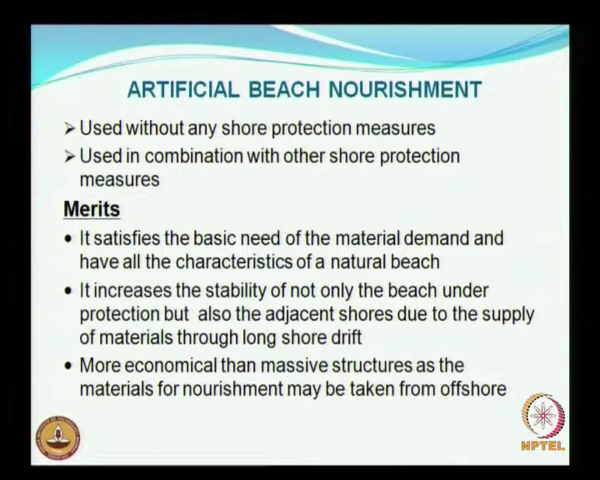 ARTIFICIAL BEACH NOURISHMENT
➢ Used without any shore protection measures
➢ Used in combination with other shore protection
measures
Merits
• It satisfies the basic need of the material demand and
have all the characteristics of a natural beach
• It increases the stability of not only the beach under
protection but also the adjacent shores due to the supply
of materials through long shore drift
• More economical than massive structures as the
materials for nourishment may be taken from offshore
NPTEL